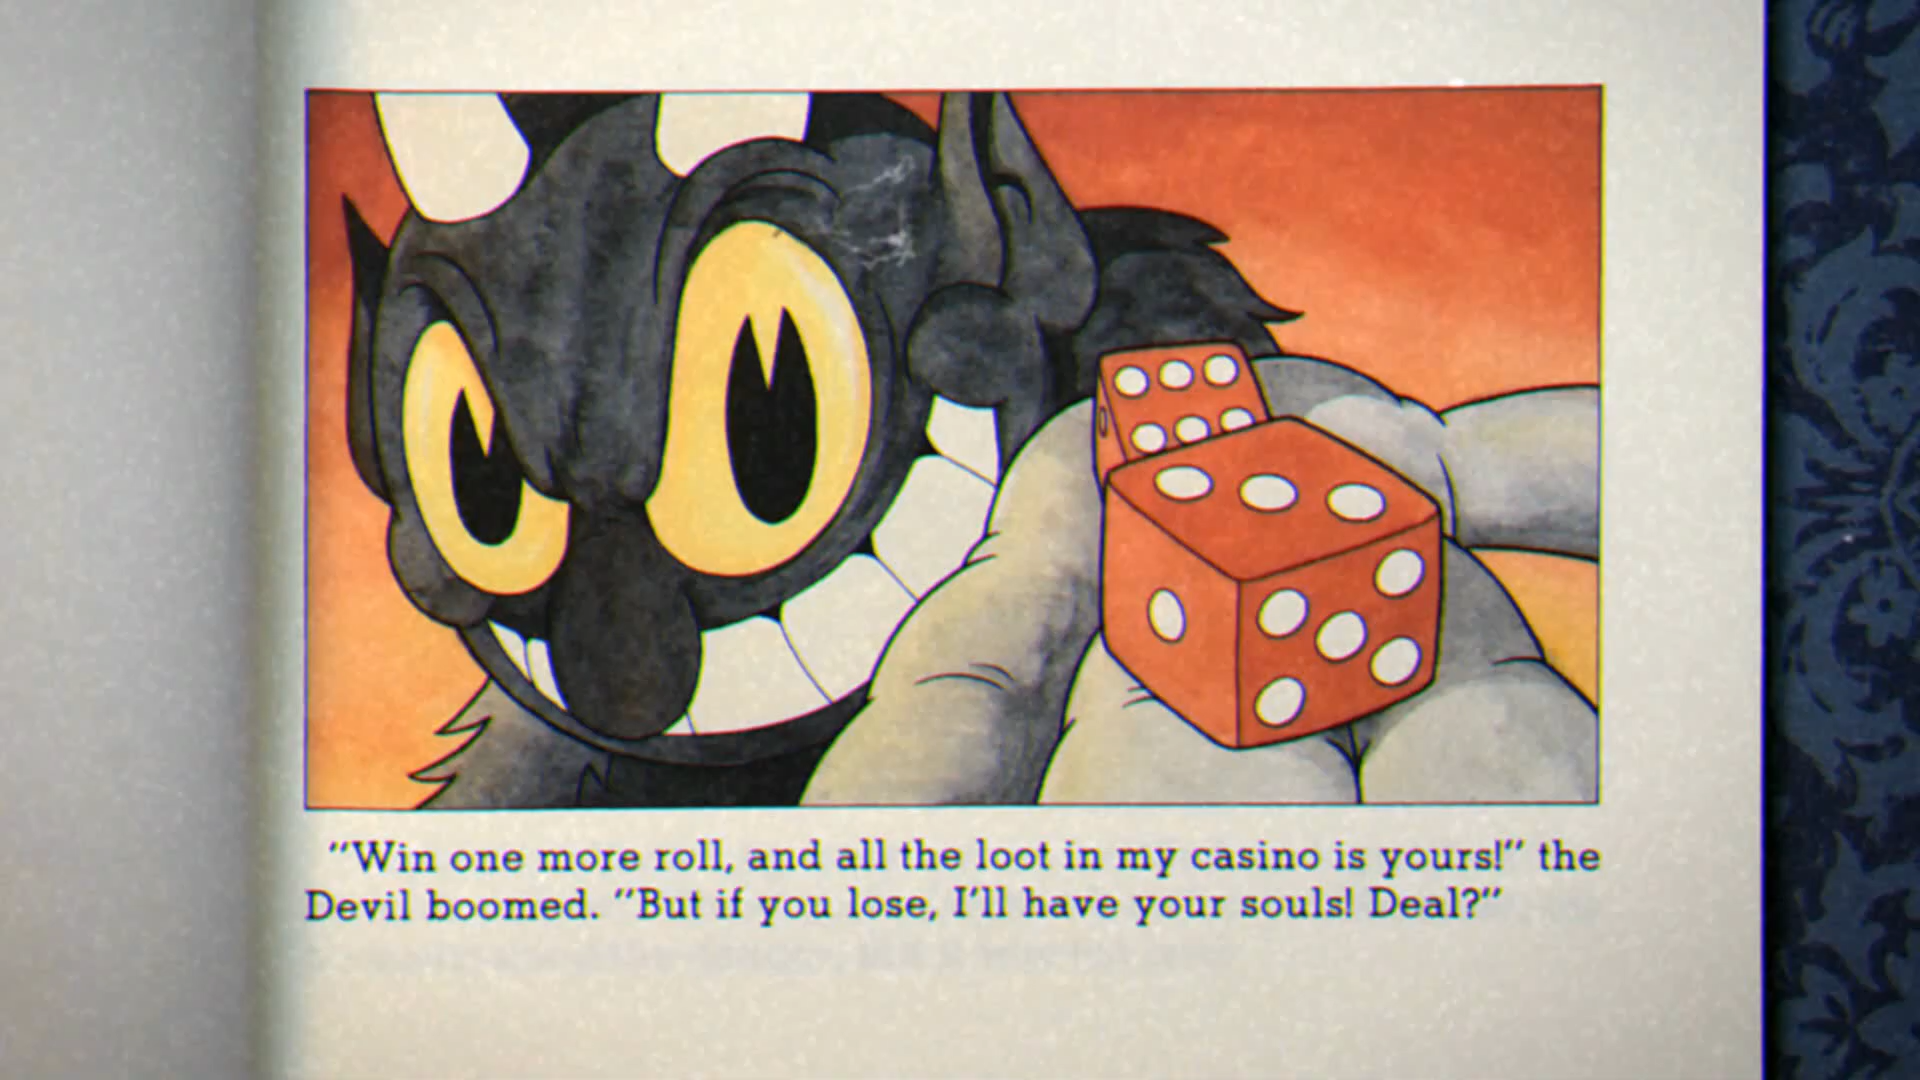 "Win one more roll, and all the loot in my casino is yours!" the
Devil boomed. "But if you lose, I'll have your souls! Deal?"